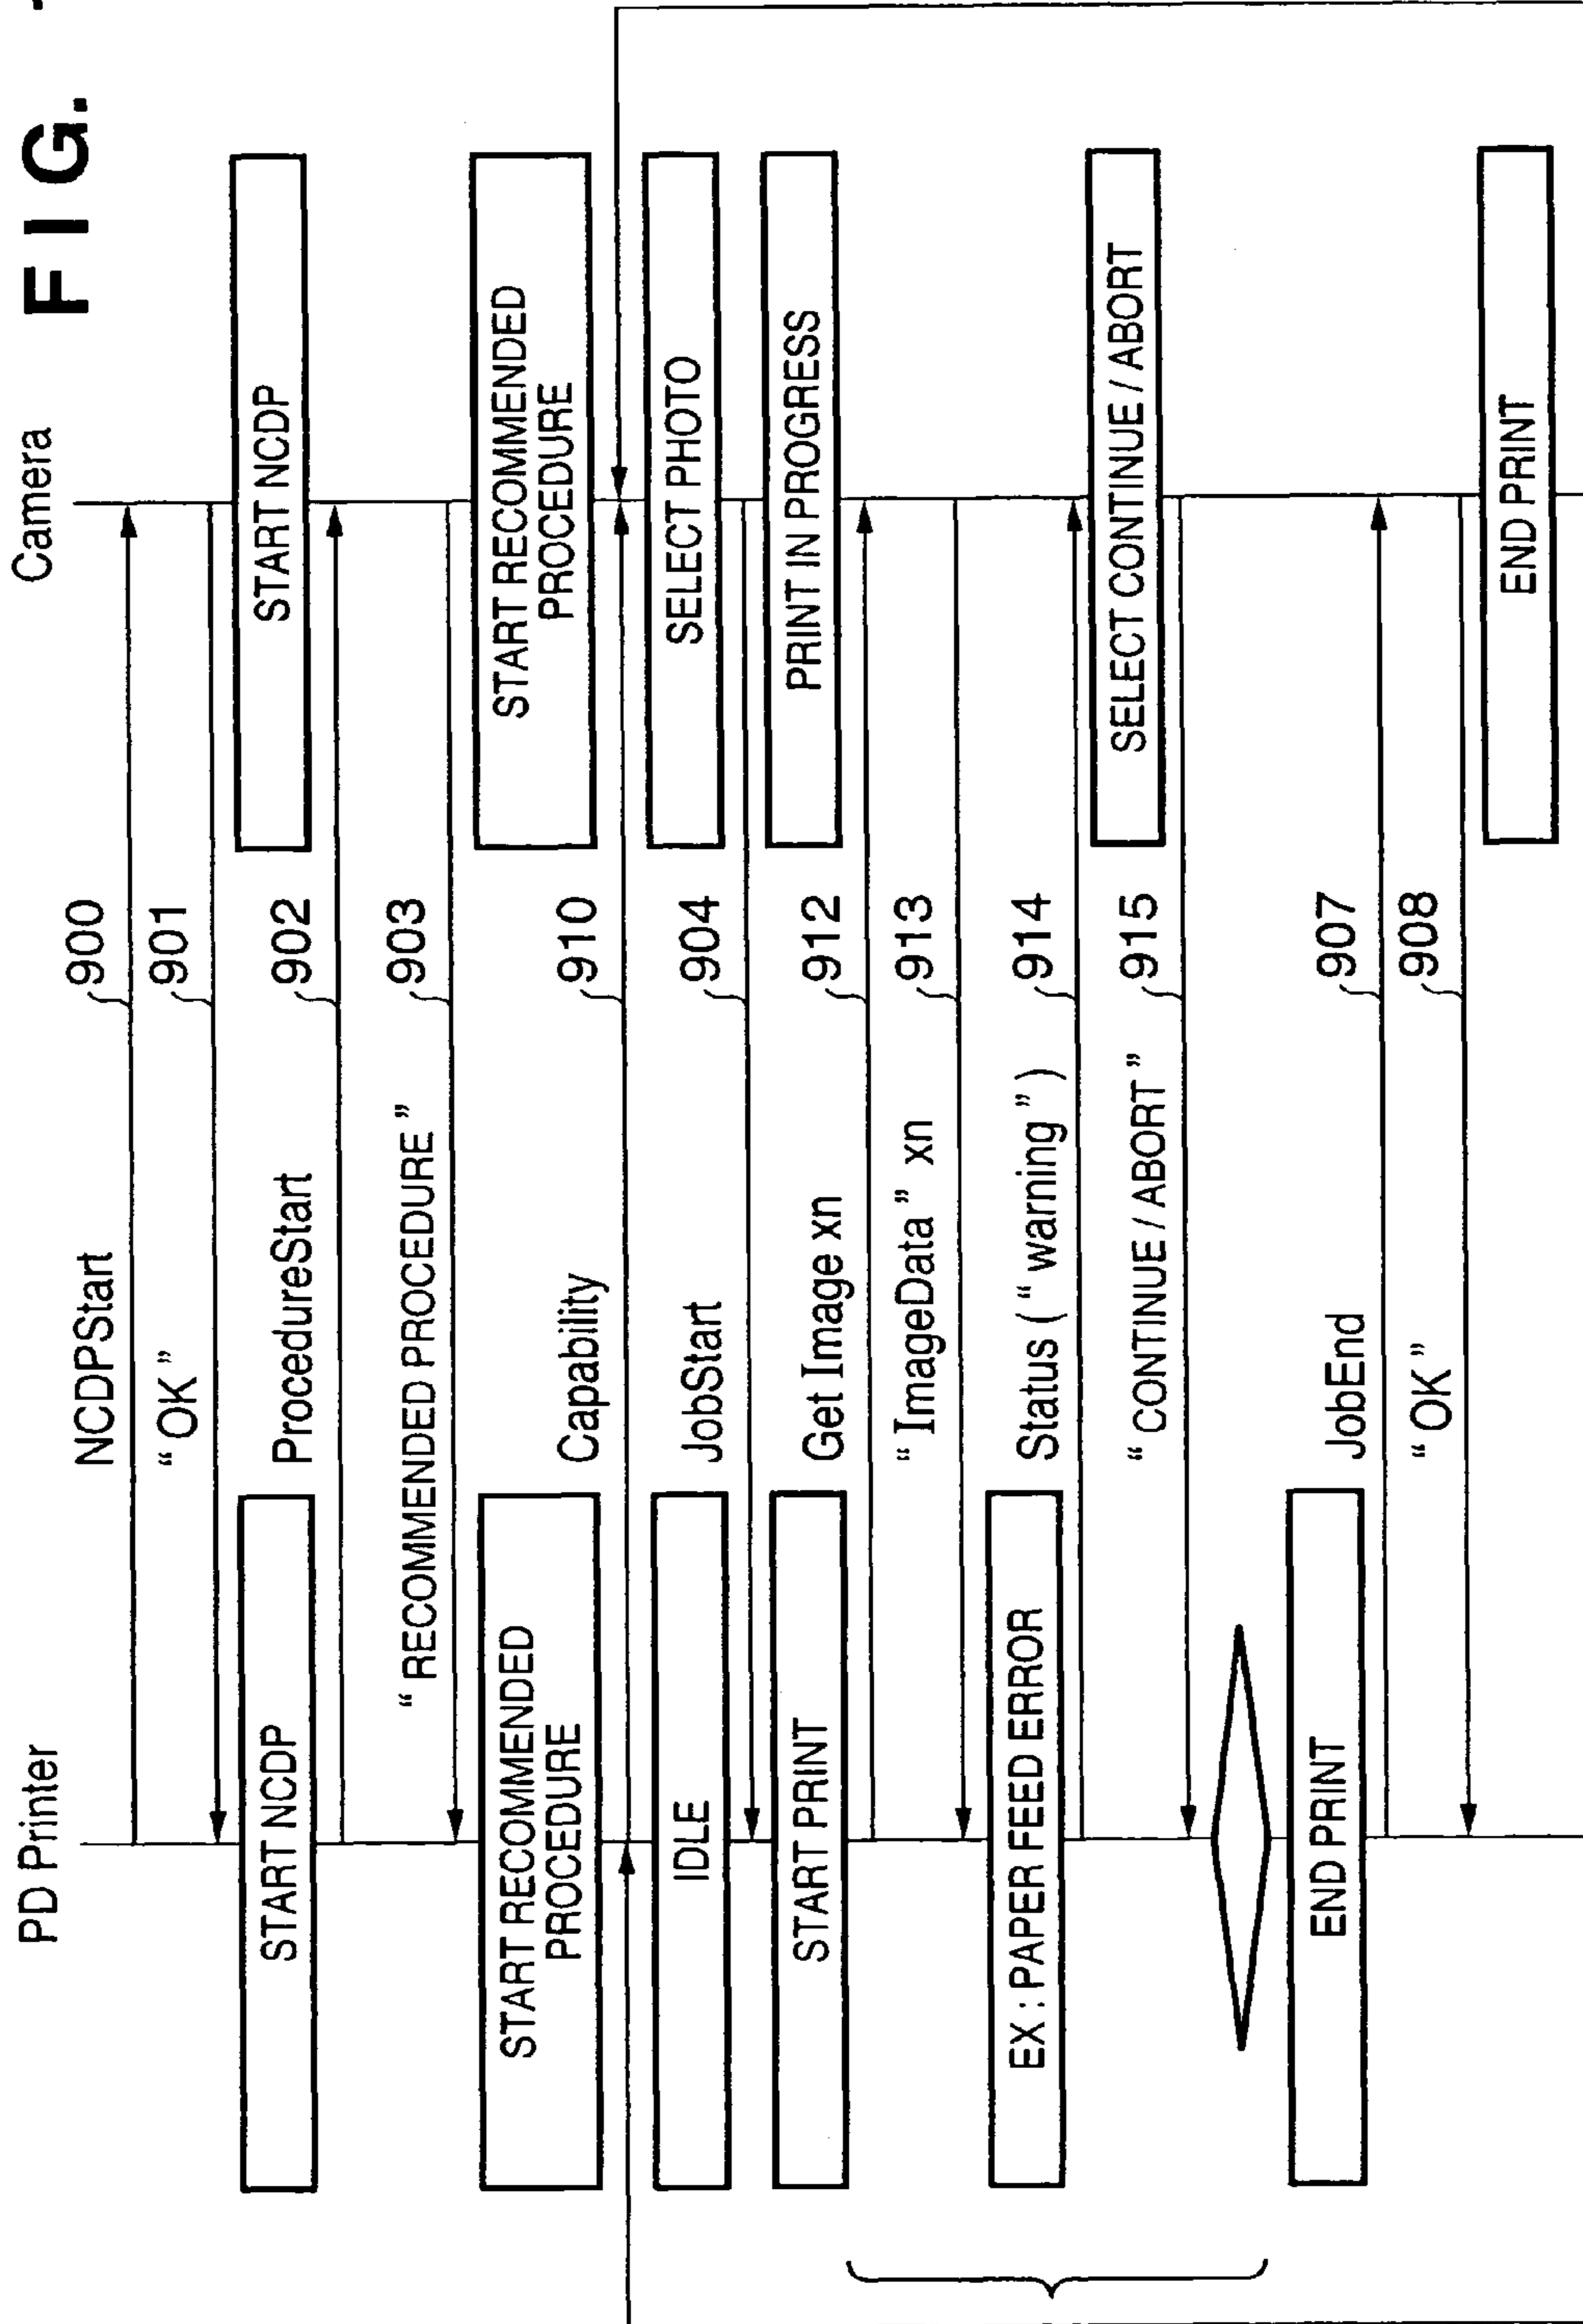 FIG.
PD Printer
Camera
NCDPStart
900
"OK"
901
START NCDP
START NCDP
ProcedureStart
902
"RECOMMENDED PROCEDURE"
903
START RECOMMENDED
PROCEDURE
START RECOMMENDED
PROCEDURE
Capability
910
IDLE
SELECT PHOTO
JobStart
904
START PRINT
PRINT IN PROGRESS
Get Image xn
912
"ImageData" xn
913
EX : PAPER FEED ERROR
Status ("warning")
914
SELECT CONTINUE / ABORT
"CONTINUE / ABORT"
915
END PRINT
JobEnd
907
"OK"
908
END PRINT